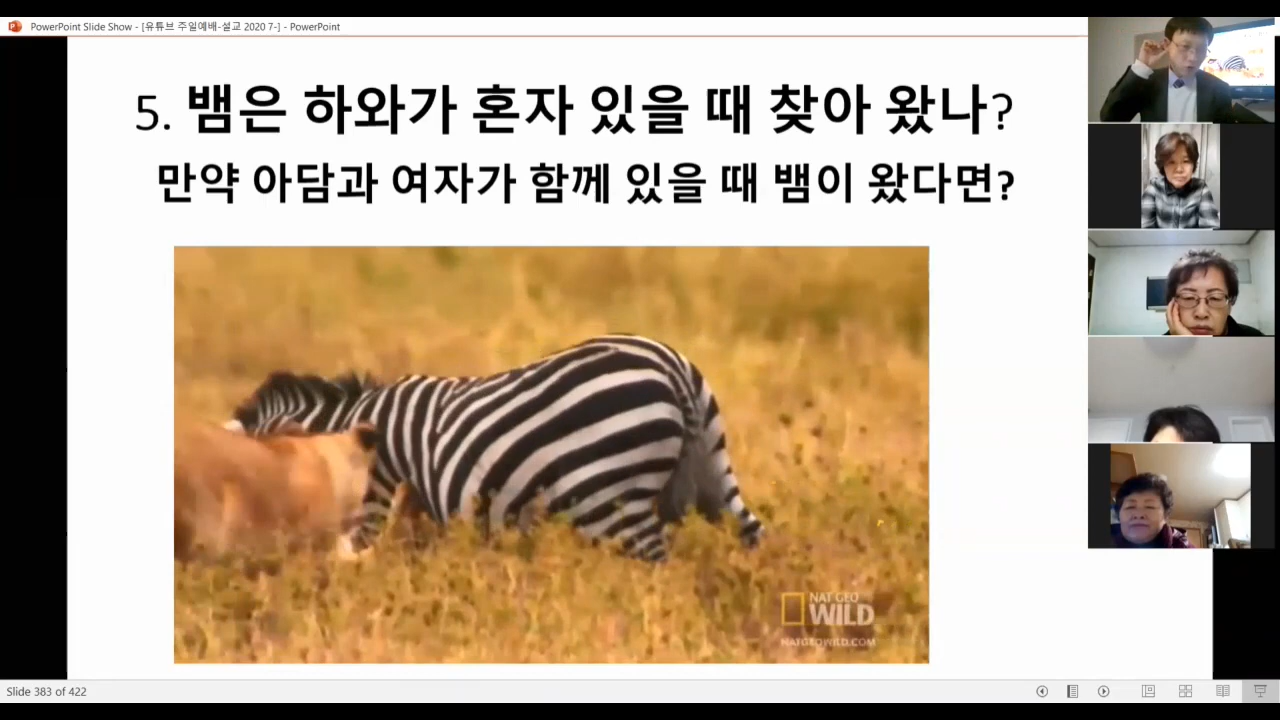 PowerPoint Slide Show - [유튜브 주일예배-설교 2020 7-] - PowerPoint
5. 뱀은 하와가 혼자 있을 때 찾아 왔나?
만약 아담과 여자가 함께 있을 때 뱀이 왔다면?
NAT GEO
WILD
NATGEOWILD.COM
Slide 383 of 422